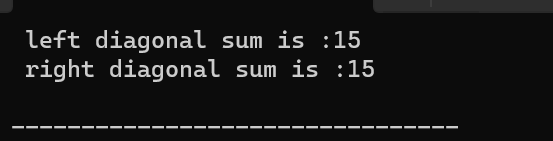 left diagonal sum is :15
right diagonal sum is :15
--------------------------------